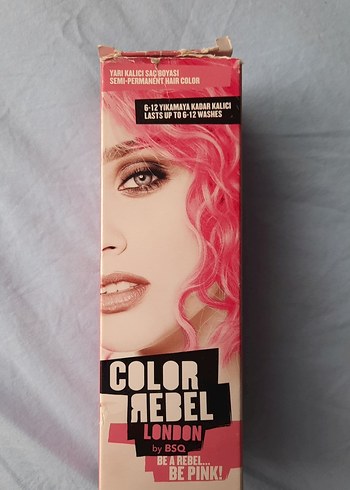 YARI KALICI SAÇ BOYASI
SEMI-PERMANENT HAIR COLOR
6-12 YIKAMAYA KADAR KALICI
LASTS UP TO 6-12 WASHES
COLOR
REBEL
LONDON
by BSQ
BE A REBEL...
BE PINK!